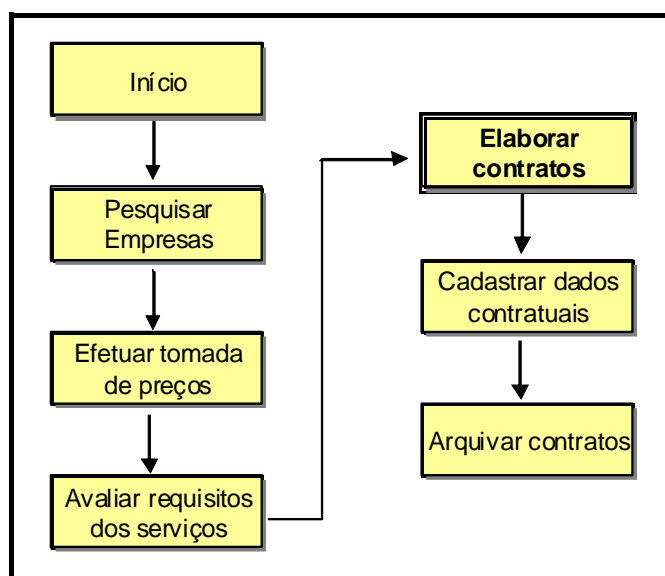 Início
Pesquisar
Empresas
Efetuar tomada
de preços
Avaliar requisitos
dos serviços
Elaborar
contratos
Cadastrar dados
contratuais
Arquivar contratos